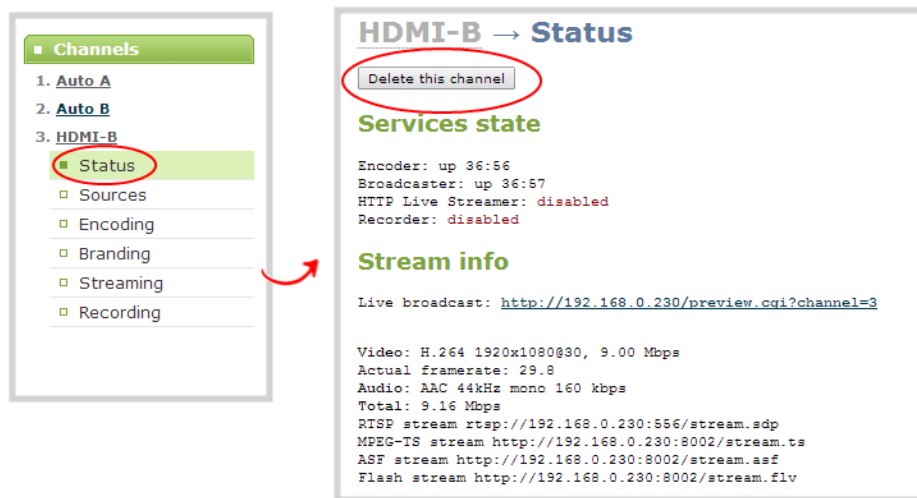 Channels
1. Auto A
2. Auto B
3. HDMI-B
Status
Sources
Encoding
Branding
Streaming
Recording
HDMI-B → Status
Delete this channel
Services state
Encoder: up 36:56
Broadcaster: up 36:57
HTTP Live Streamer: disabled
Recorder: disabled
Stream info
Live broadcast: http://192.168.0.230/preview.cgi?channel=3
Video: H.264 1920x1080@30, 9.00 Mbps
Actual framerate: 29.8
Audio: AAC 44kHz mono 160 kbps
Total: 9.16 Mbps
RTSP stream rtsp://192.168.0.230:556/stream.sdp
MPEG-TS stream http://192.168.0.230:8002/stream.ts
ASF stream http://192.168.0.230:8002/stream.asf
Flash stream http://192.168.0.230:8002/stream.flv